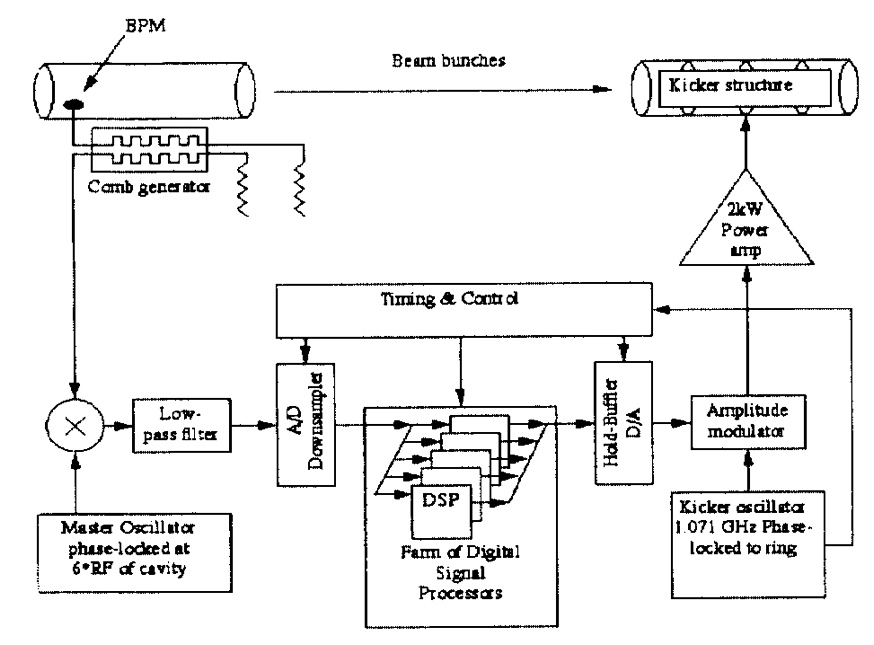 BPM
Beam bunches
Kicker structure
Comb generator
2kW
Power
amp
Timing & Control
A/D
Downsampler
Hold-Buffer
D/A
Low-
pass filter
Amplitude
modulator
DSP
Master Oscillator
phase-locked at
6*RF of cavity
Farm of Digital
Signal
Processors
Kicker oscillator
1.071 GHz Phase-
locked to ring